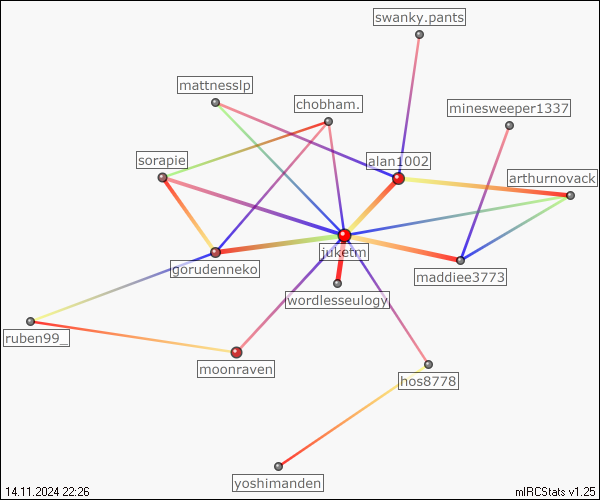 swanky.pants
mattnesslp
chobham.
minesweeper1337
sorapie
alan1002
arthurnovack
juketm
gorudenneko
maddiee3773
wordlesseulogy
ruben99_
moonraven
hos8778
yoshimanden
14.11.2024 22:26
mIRCStats v1.25